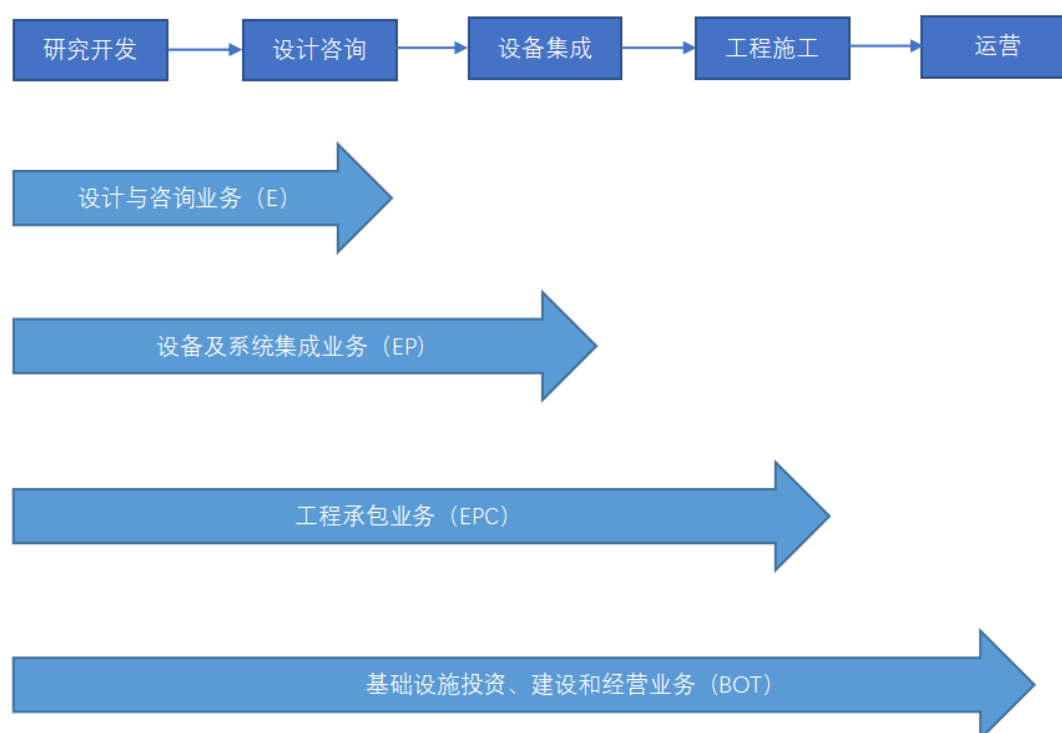 研究开发
设计咨询
设备集成
工程施工
运营
设计与咨询业务（E）
设备及系统集成业务（EP）
工程承包业务（EPC）
基础设施投资、建设和经营业务（BOT）